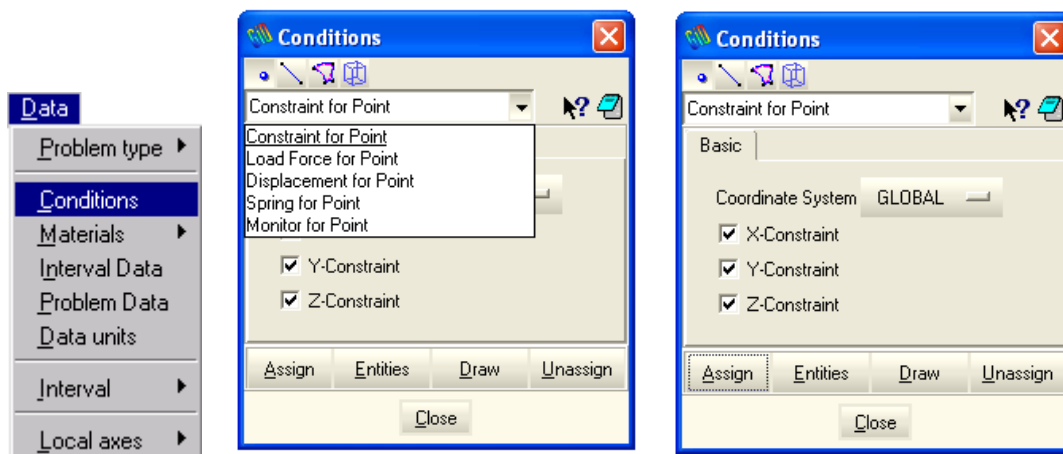 Data
Problem type
Conditions
Materials
Interval Data
Problem Data
Data units
Interval
Local axes
Conditions
Constraint for Point
Constraint for Point
Load Force for Point
Displacement for Point
Spring for Point
Monitor for Point
Y-Constraint
Z-Constraint
Assign Entities Draw Unassign
Close
Conditions
Constraint for Point
Basic
Coordinate System GLOBAL
X-Constraint
Y-Constraint
Z-Constraint
Assign Entities Draw Unassign
Close